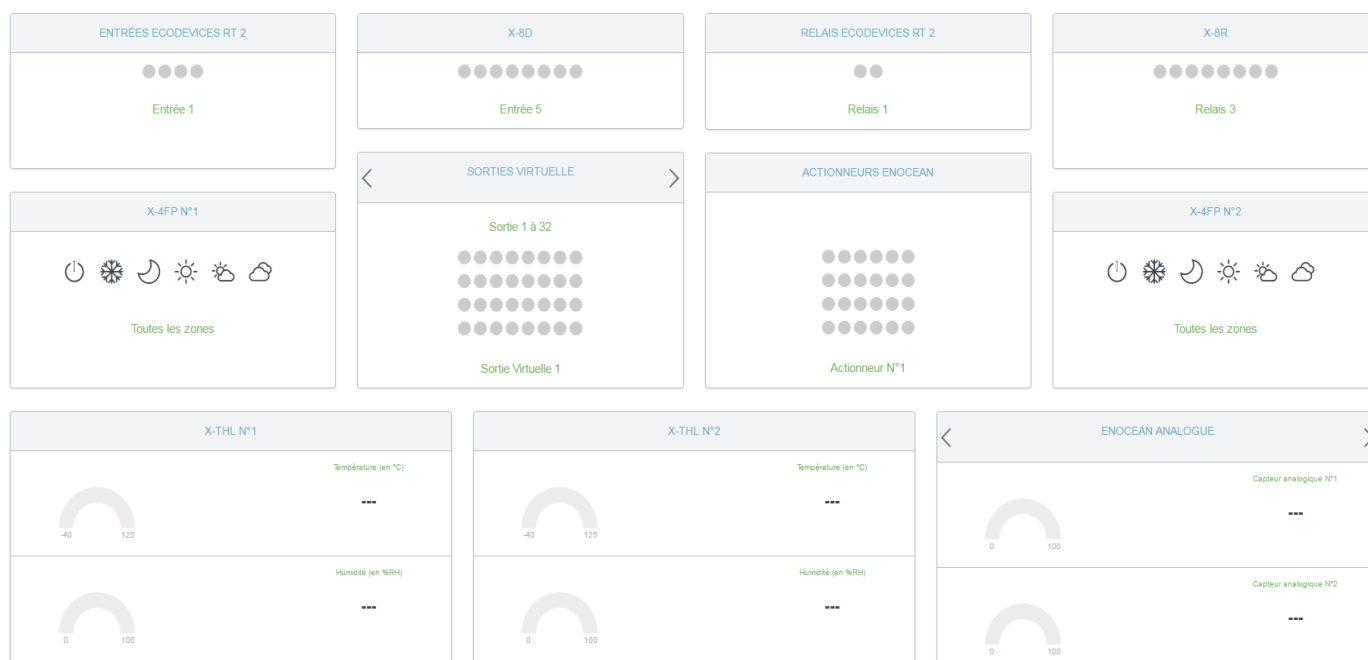 ENTRÉES ECODEVICES RT 2
Entrée 1
X-8D
Entrée 5
RELAIS ECODEVICES RT 2
Relais 1
X-8R
Relais 3
X-4FP N°1
Toutes les zones
SORTIES VIRTUELLE
Sortie 1 à 32
Sortie Virtuelle 1
ACTIONNEURS ENOCEAN
Actionneur N°1
X-4FP N°2
Toutes les zones
X-THL N°1
Température (en °C)
---
-40 125
Humidité (en %RH)
---
0 100
X-THL N°2
Température (en °C)
---
-40 125
Humidité (en %RH)
---
0 100
ENOCEAN ANALOGUE
Capteur analogique N°1
---
0 100
Capteur analogique N°2
---
0 100